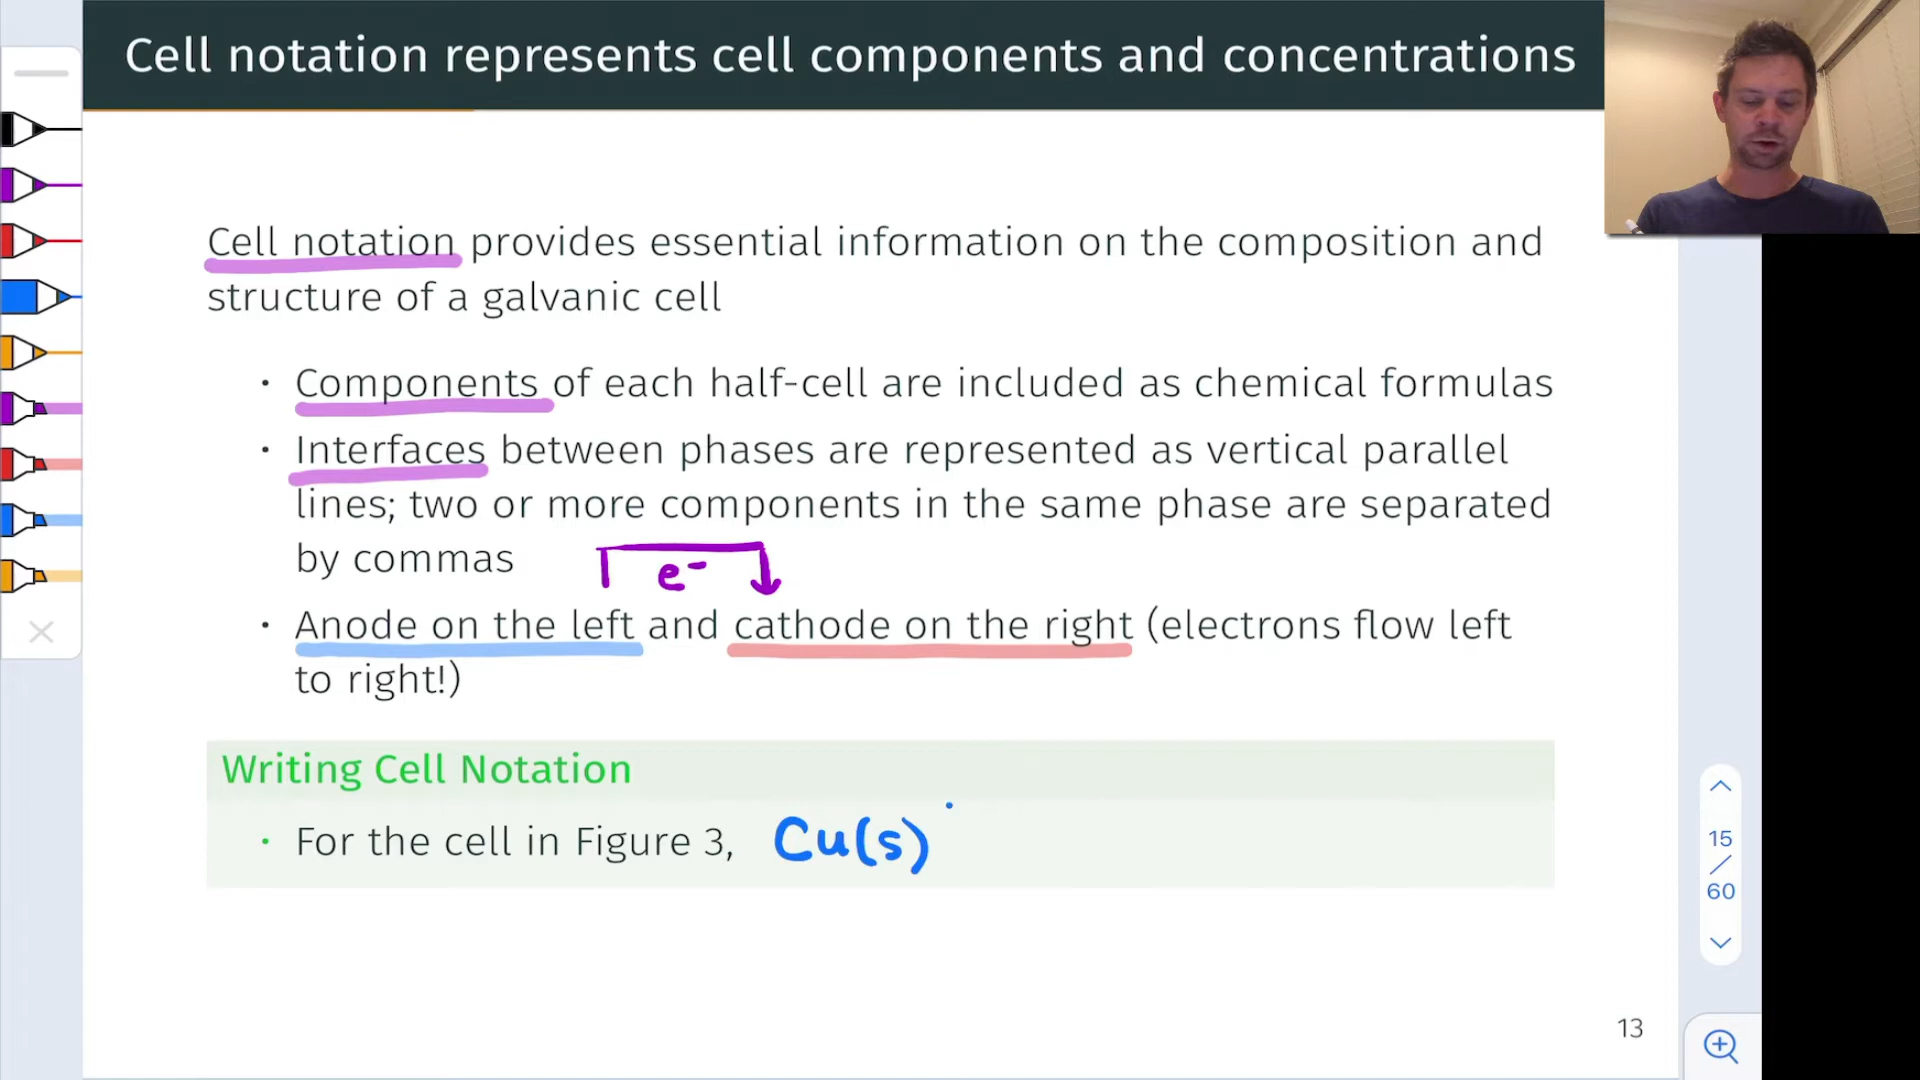 Cell notation represents cell components and concentrations
Cell notation provides essential information on the composition and
structure of a galvanic cell
· Components of each half-cell are included as chemical formulas
· Interfaces between phases are represented as vertical parallel
lines; two or more components in the same phase are separated
by commas
e⁻
· Anode on the left and cathode on the right (electrons flow left
to right!)
Writing Cell Notation
· For the cell in Figure 3, Cu(s)
15
/
60
13